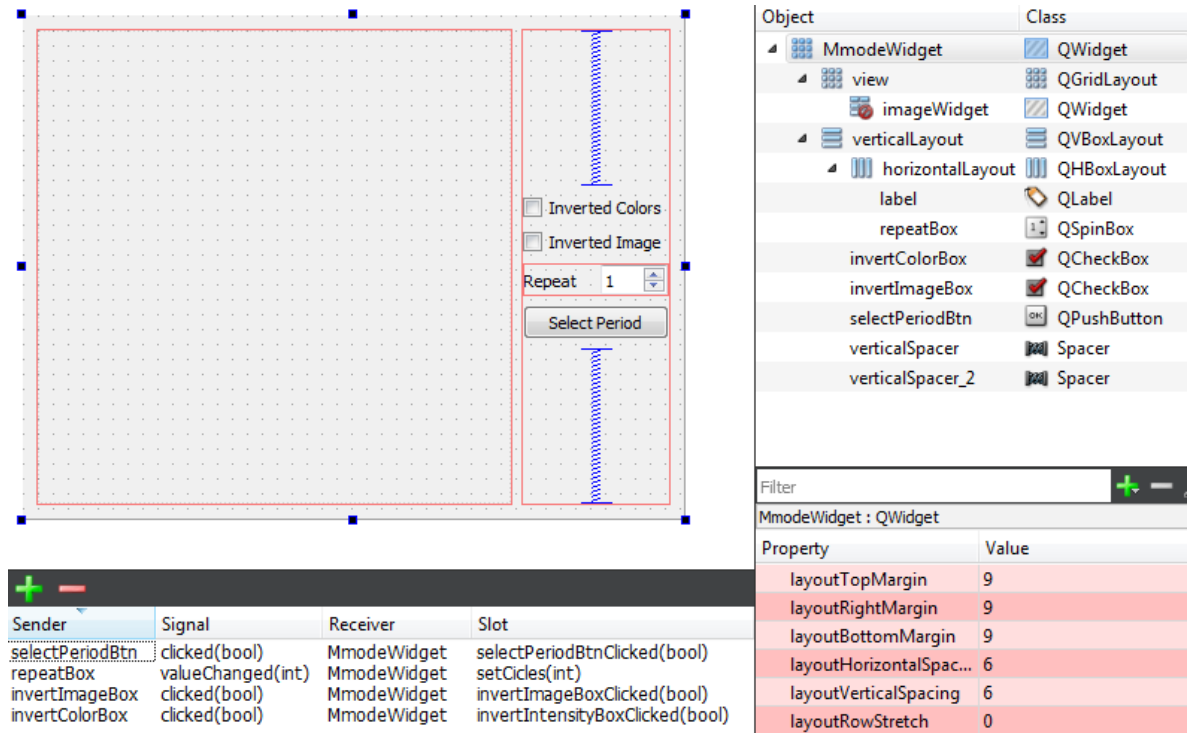 Inverted Colors
Inverted Image
Repeat 1
Select Period
Object Class
MmodeWidget QWidget
view QGridLayout
imageWidget QWidget
verticalLayout QVBoxLayout
horizontalLayout QHBoxLayout
label QLabel
repeatBox QSpinBox
invertColorBox QCheckBox
invertImageBox QCheckBox
selectPeriodBtn QPushButton
verticalSpacer Spacer
verticalSpacer_2 Spacer
Filter
MmodeWidget : QWidget
Property Value
layoutTopMargin 9
layoutRightMargin 9
layoutBottomMargin 9
layoutHorizontalSpac... 6
layoutVerticalSpacing 6
layoutRowStretch 0
Sender Signal Receiver Slot
selectPeriodBtn clicked(bool) MmodeWidget selectPeriodBtnClicked(bool)
repeatBox valueChanged(int) MmodeWidget setCicles(int)
invertImageBox clicked(bool) MmodeWidget invertImageBoxClicked(bool)
invertColorBox clicked(bool) MmodeWidget invertIntensityBoxClicked(bool)